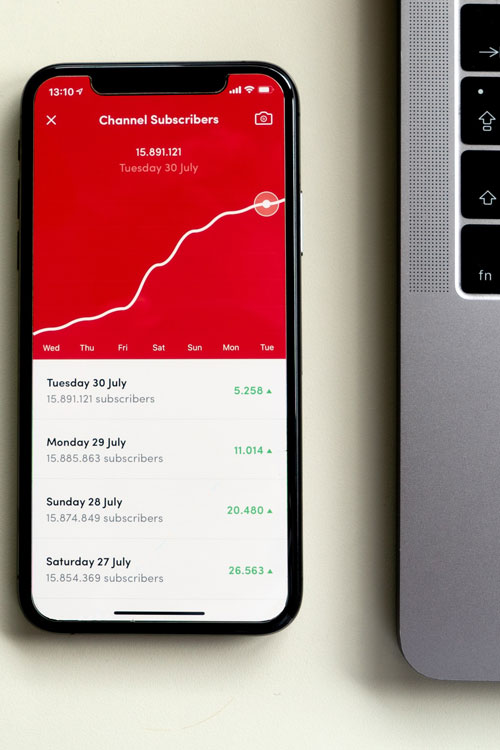 13:10
Channel Subscribers
15.891.121
Tuesday 30 July
Wed Thu Fri Sat Sun Mon Tue
Tuesday 30 July
15.891.121 subscribers
5.258
Monday 29 July
15.885.863 subscribers
11.014
Sunday 28 July
15.874.849 subscribers
20.480
Saturday 27 July
15.854.369 subscribers
26.563
fn